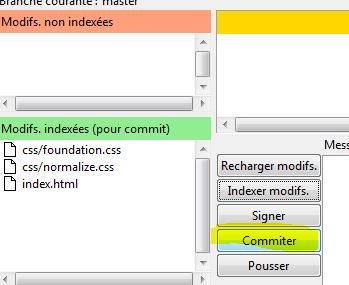 Branche courante : master
Modifs. non indexées
Modifs. indexées (pour commit)
css/foundation.css
css/normalize.css
index.html
Mess
Recharger modifs.
Indexer modifs.
Signer
Commiter
Pousser